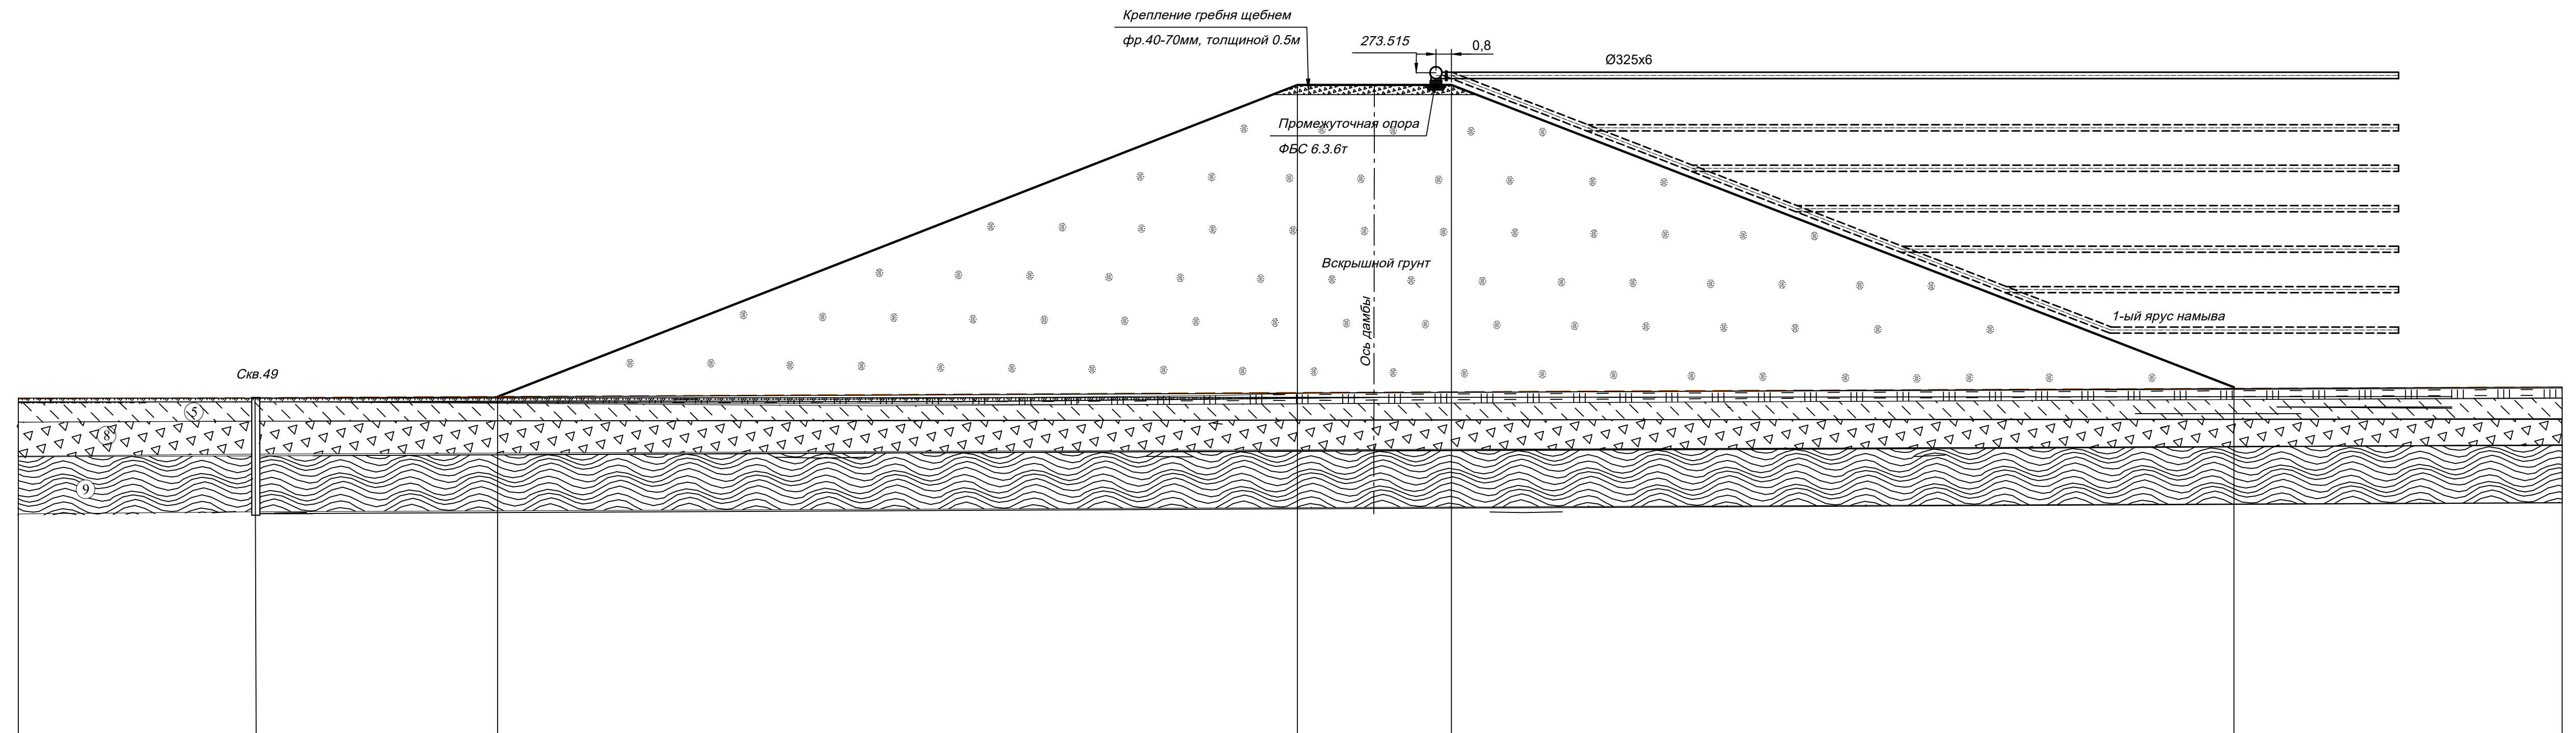 Крепление гребня щебнем
фр.40-70мм, толщиной 0.5м
273.515
0,8
Ø325х6
Промежуточная опора
ФБС 6.3.6т
Вскрышной грунт
Ось дамбы
1-ый ярус намыва
Скв.49
5
8
9